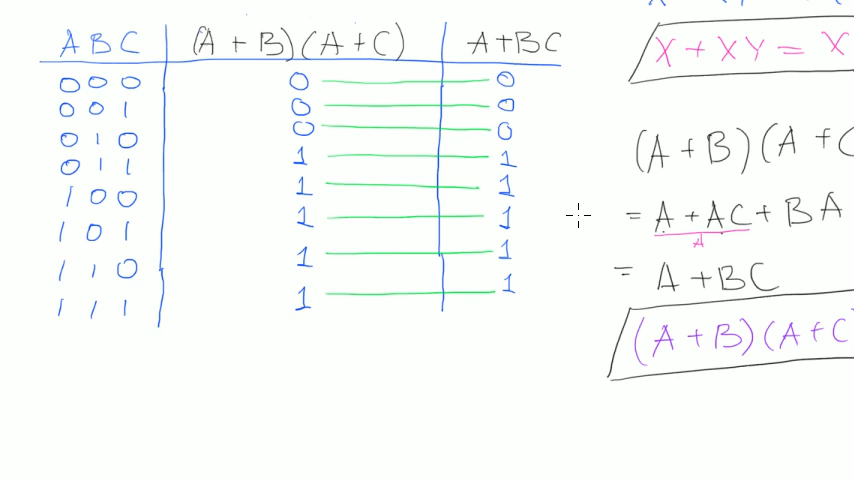 A B C (A + B)(A + C) A+BC
0 0 0 0 0
0 0 1 0 0
0 1 0 0 0
0 1 1 1 1
1 0 0 1 1
1 0 1 1 1
1 1 0 1 1
1 1 1 1 1
X + XY = X
(A + B)(A + C
= A + AC + BA
A
= A + BC
(A + B)(A + C